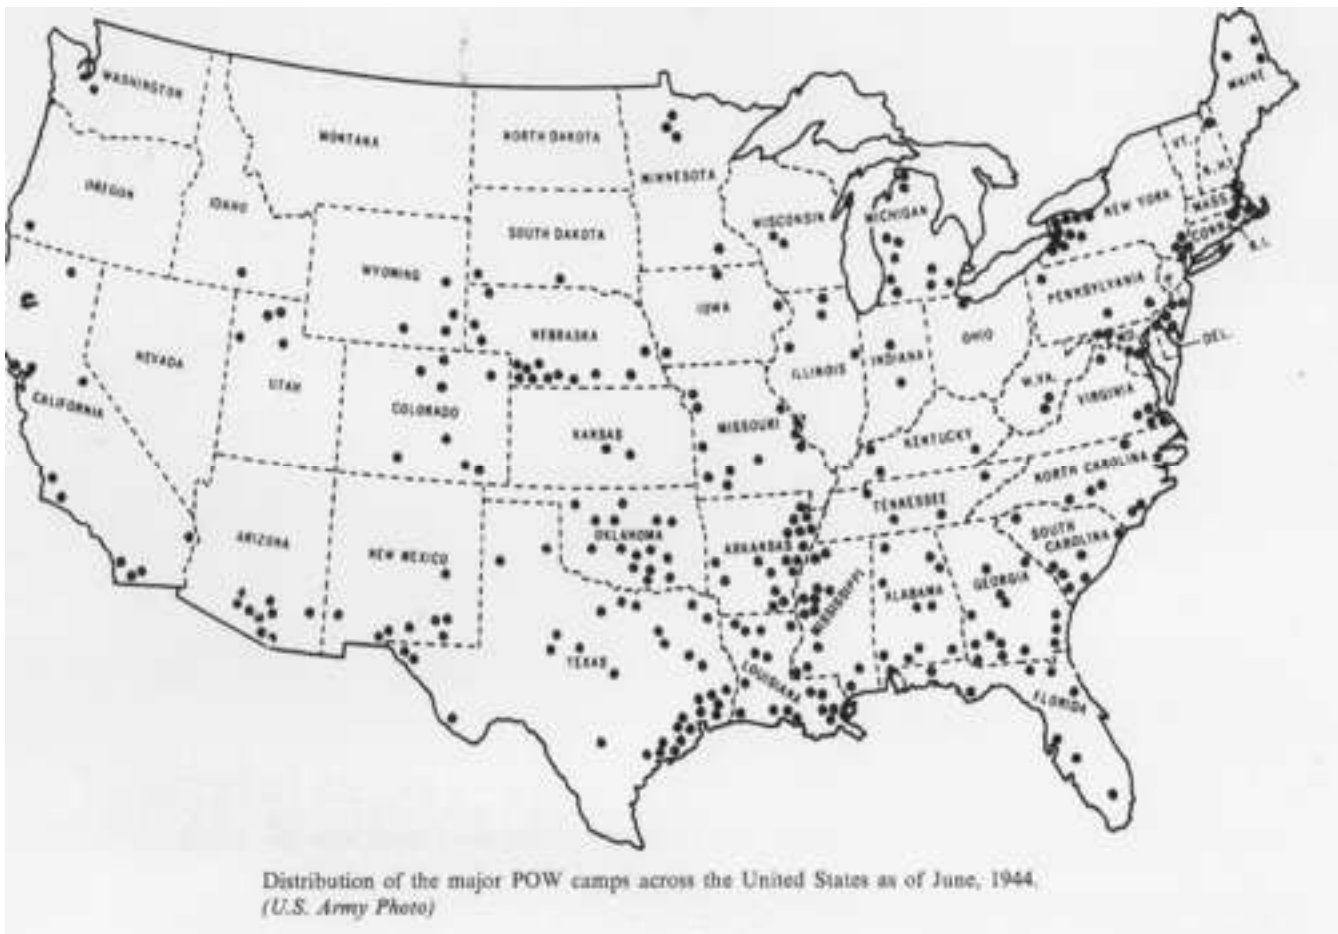 WASHINGTON
MONTANA
NORTH DAKOTA
MINNESOTA
MAINE
VT.
N.H.
OREGON
IDAHO
SOUTH DAKOTA
WISCONSIN
MICHIGAN
NEW YORK
MASS.
CONN.
R.I.
WYOMING
IOWA
PENNSYLVANIA
NEBRASKA
NEVADA
UTAH
ILLINOIS
INDIANA
OHIO
MD.
DEL.
W.VA.
VIRGINIA
CALIFORNIA
COLORADO
KANSAS
MISSOURI
KENTUCKY
NORTH CAROLINA
TENNESSEE
ARIZONA
NEW MEXICO
OKLAHOMA
ARKANSAS
SOUTH
CAROLINA
MISSISSIPPI
ALABAMA
GEORGIA
TEXAS
LOUISIANA
FLORIDA
Distribution of the major POW camps across the United States as of June, 1944.
(U.S. Army Photo)